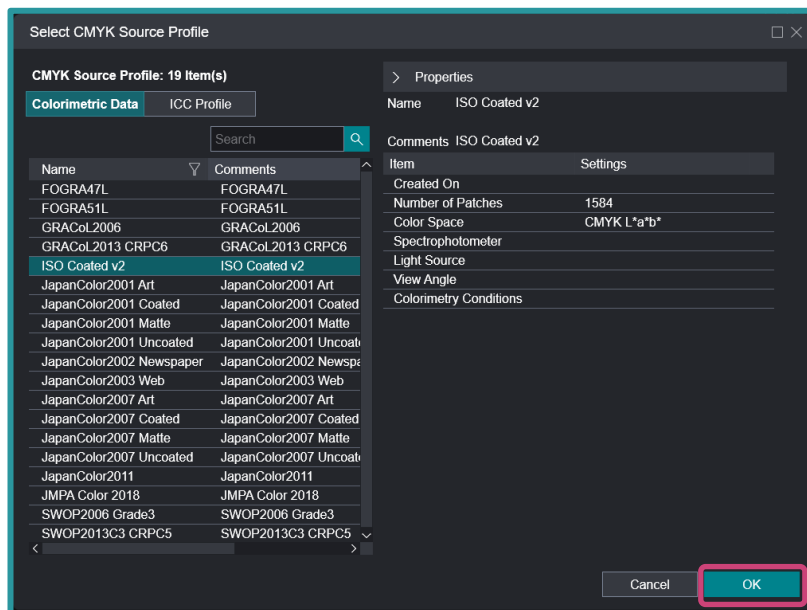 Select CMYK Source Profile
CMYK Source Profile: 19 Item(s)
Colorimetric Data ICC Profile
Search
Name Comments
FOGRA47L FOGRA47L
FOGRA51L FOGRA51L
GRACoL2006 GRACoL2006
GRACoL2013 CRPC6 GRACoL2013 CRPC6
ISO Coated v2 ISO Coated v2
JapanColor2001 Art JapanColor2001 Art
JapanColor2001 Coated JapanColor2001 Coated
JapanColor2001 Matte JapanColor2001 Matte
JapanColor2001 Uncoated JapanColor2001 Uncoat
JapanColor2002 Newspaper JapanColor2002 Newspa
JapanColor2003 Web JapanColor2003 Web
JapanColor2007 Art JapanColor2007 Art
JapanColor2007 Coated JapanColor2007 Coated
JapanColor2007 Matte JapanColor2007 Matte
JapanColor2007 Uncoated JapanColor2007 Uncoat
JapanColor2011 JapanColor2011
JMPA Color 2018 JMPA Color 2018
SWOP2006 Grade3 SWOP2006 Grade3
SWOP2013C3 CRPC5 SWOP2013C3 CRPC5
Properties
Name ISO Coated v2
Comments ISO Coated v2
Item Settings
Created On
Number of Patches 1584
Color Space CMYK L*a*b*
Spectrophotometer
Light Source
View Angle
Colorimetry Conditions
Cancel OK